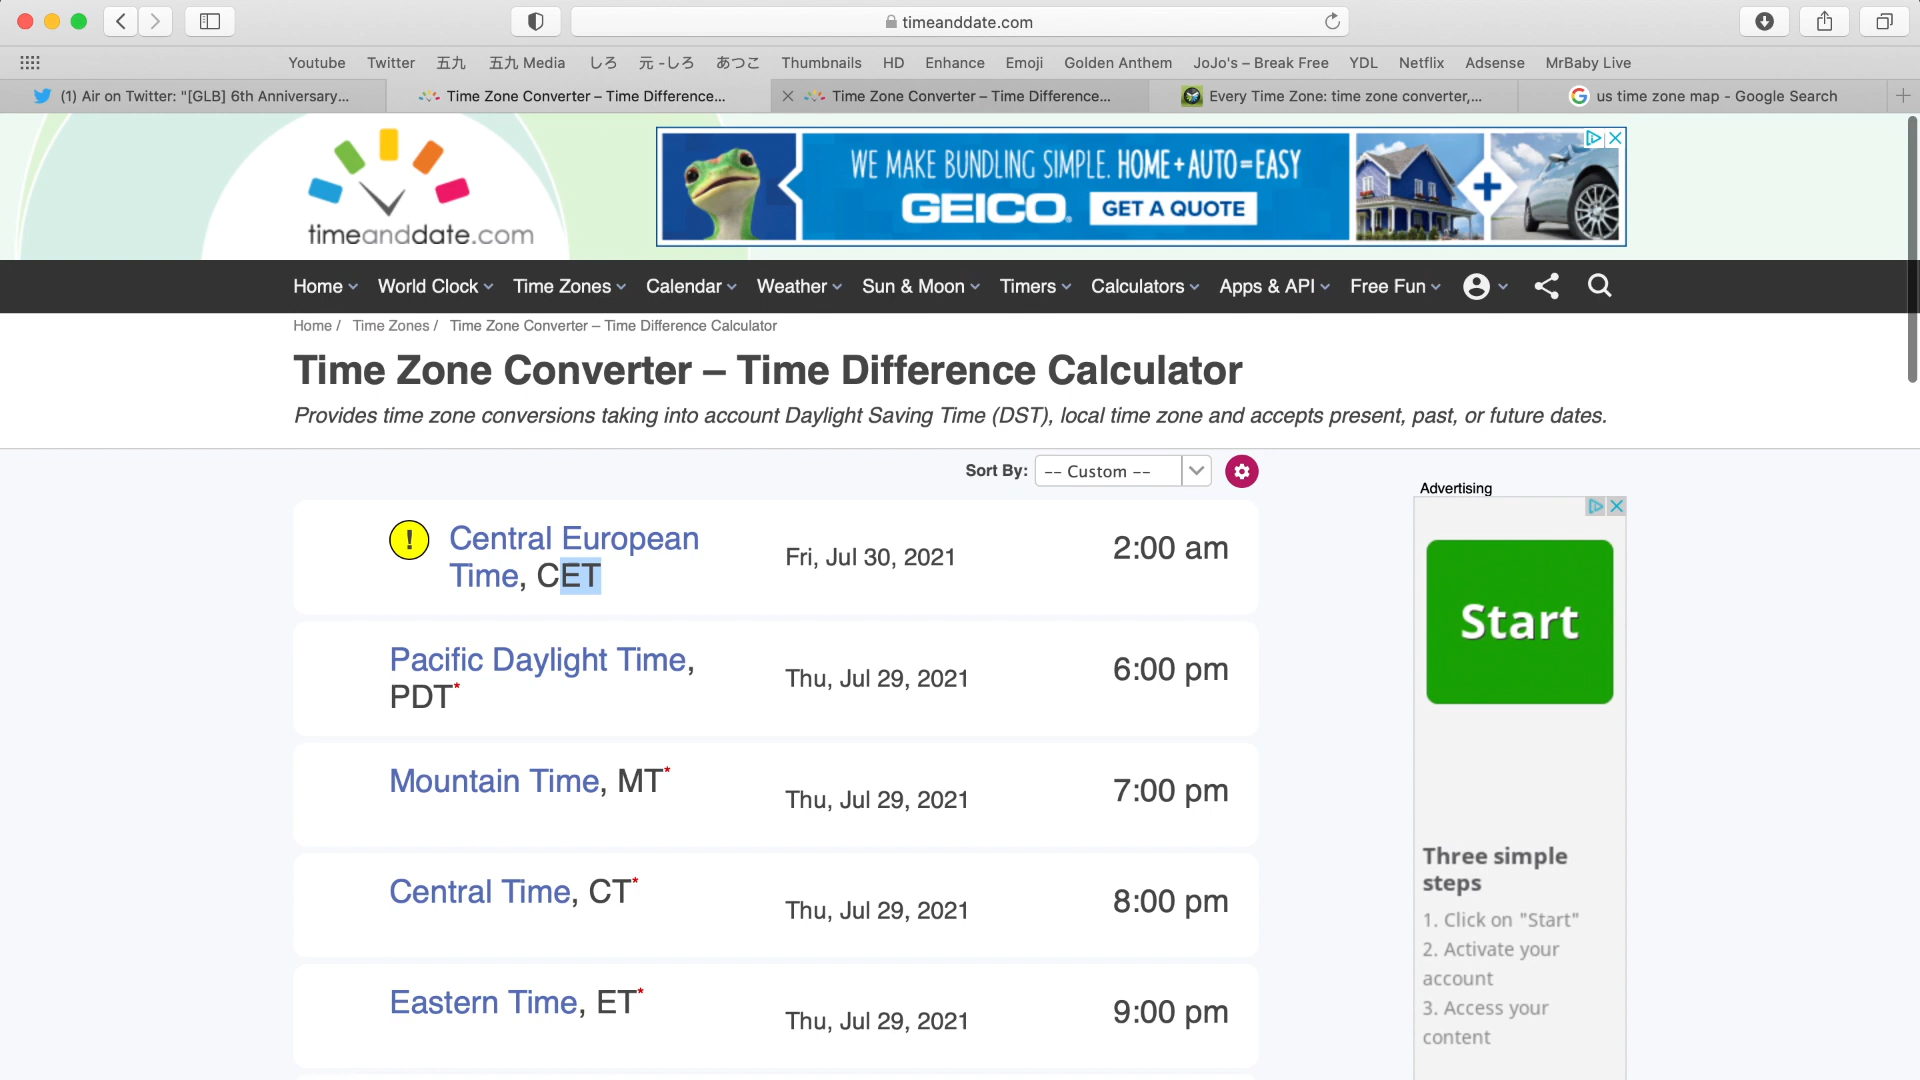 timeanddate.com
Youtube Twitter 五九 五九 Media しろ 元 -しろ あつこ Thumbnails HD Enhance Emoji Golden Anthem JoJo's – Break Free YDL Netflix Adsense MrBaby Live
(1) Air on Twitter: "[GLB] 6th Anniversary...
Time Zone Converter – Time Difference...
Time Zone Converter – Time Difference...
Every Time Zone: time zone converter,...
us time zone map - Google Search
timeanddate.com
WE MAKE BUNDLING SIMPLE. HOME+AUTO=EASY
GEICO. GET A QUOTE
Home World Clock Time Zones Calendar Weather Sun & Moon Timers Calculators Apps & API Free Fun
Home / Time Zones / Time Zone Converter – Time Difference Calculator
Time Zone Converter – Time Difference Calculator
Provides time zone conversions taking into account Daylight Saving Time (DST), local time zone and accepts present, past, or future dates.
Sort By: -- Custom --
! Central European
Time, CET
Fri, Jul 30, 2021
2:00 am
Pacific Daylight Time,
PDT*
Thu, Jul 29, 2021
6:00 pm
Mountain Time, MT*
Thu, Jul 29, 2021
7:00 pm
Central Time, CT*
Thu, Jul 29, 2021
8:00 pm
Eastern Time, ET*
Thu, Jul 29, 2021
9:00 pm
Advertising
Start
Three simple
steps
1. Click on "Start"
2. Activate your
account
3. Access your
content